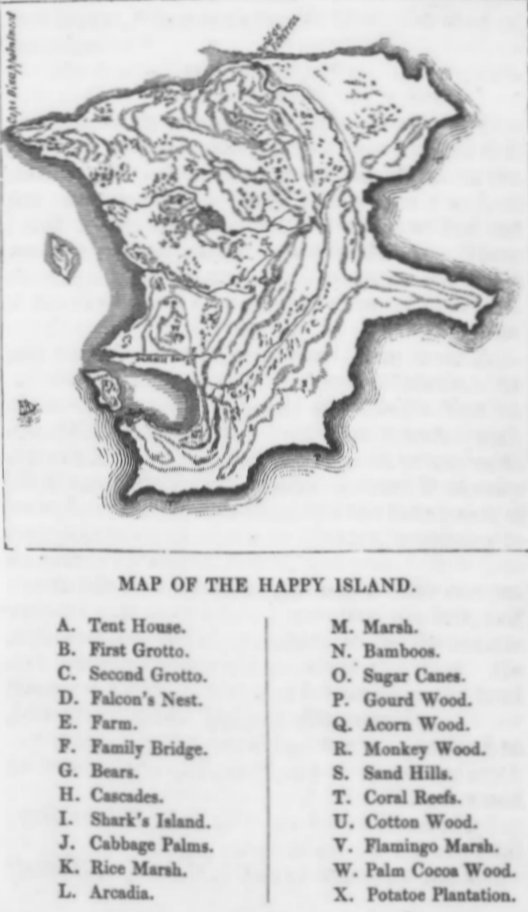 Cape Disappointment
MAP OF THE HAPPY ISLAND.
A. Tent House.
B. First Grotto.
C. Second Grotto.
D. Falcon's Nest.
E. Farm.
F. Family Bridge.
G. Bears.
H. Cascades.
I. Shark's Island.
J. Cabbage Palms.
K. Rice Marsh.
L. Arcadia.
M. Marsh.
N. Bamboos.
O. Sugar Canes.
P. Gourd Wood.
Q. Acorn Wood.
R. Monkey Wood.
S. Sand Hills.
T. Coral Reefs.
U. Cotton Wood.
V. Flamingo Marsh.
W. Palm Cocoa Wood.
X. Potatoe Plantation.